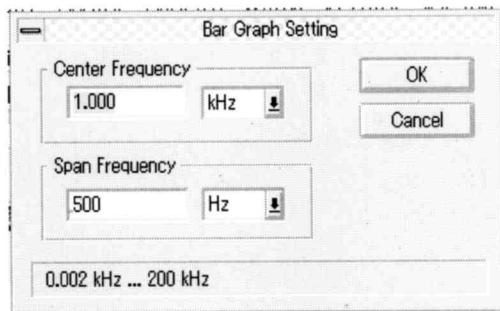 Bar Graph Setting
Center Frequency
1.000 kHz
OK
Cancel
Span Frequency
.500 Hz
0.002 kHz ... 200 kHz